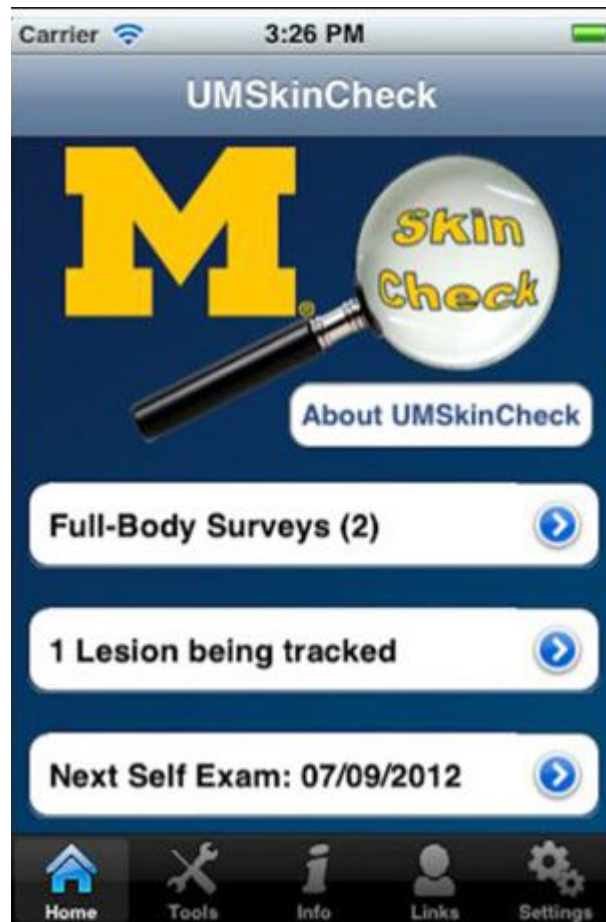 Carrier 3:26 PM
UMSkinCheck
M®
Skin
Check
About UMSkinCheck
Full-Body Surveys (2)
1 Lesion being tracked
Next Self Exam: 07/09/2012
Home Tools Info Links Settings